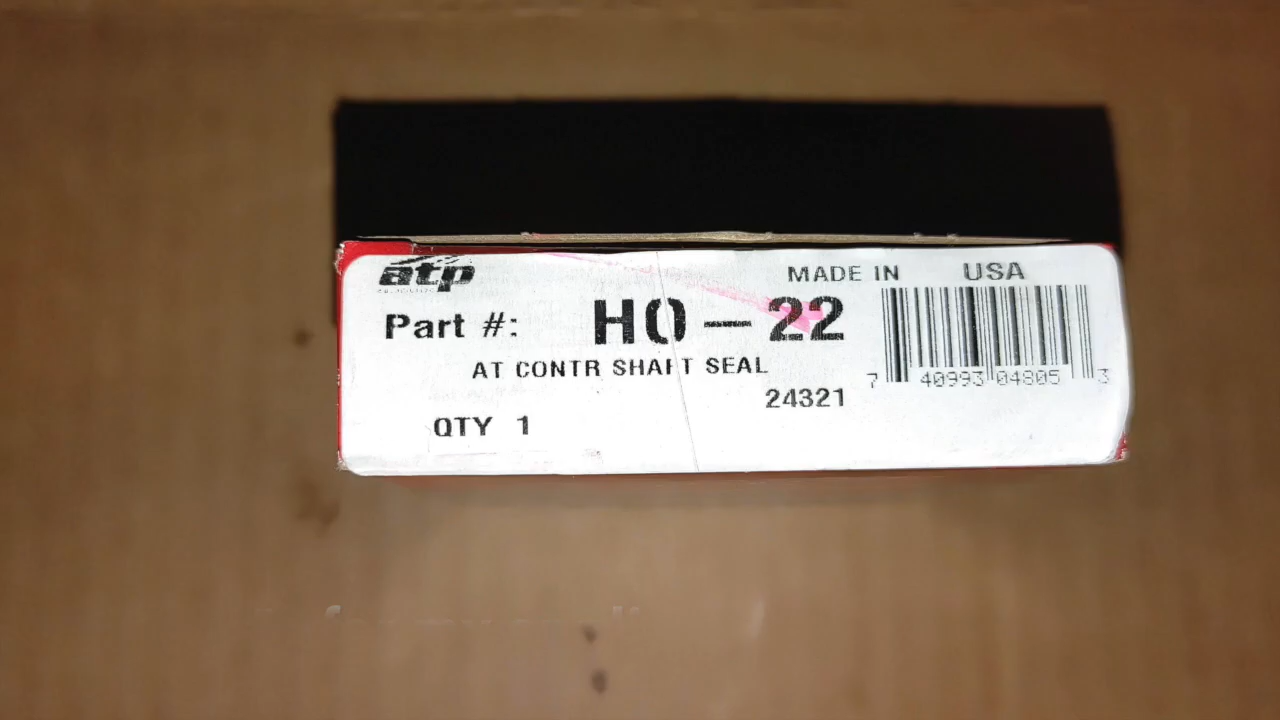 atp
MADE IN USA
Part #: HO-22
AT CONTR SHAFT SEAL
7 40993 04805 3
24321
QTY 1